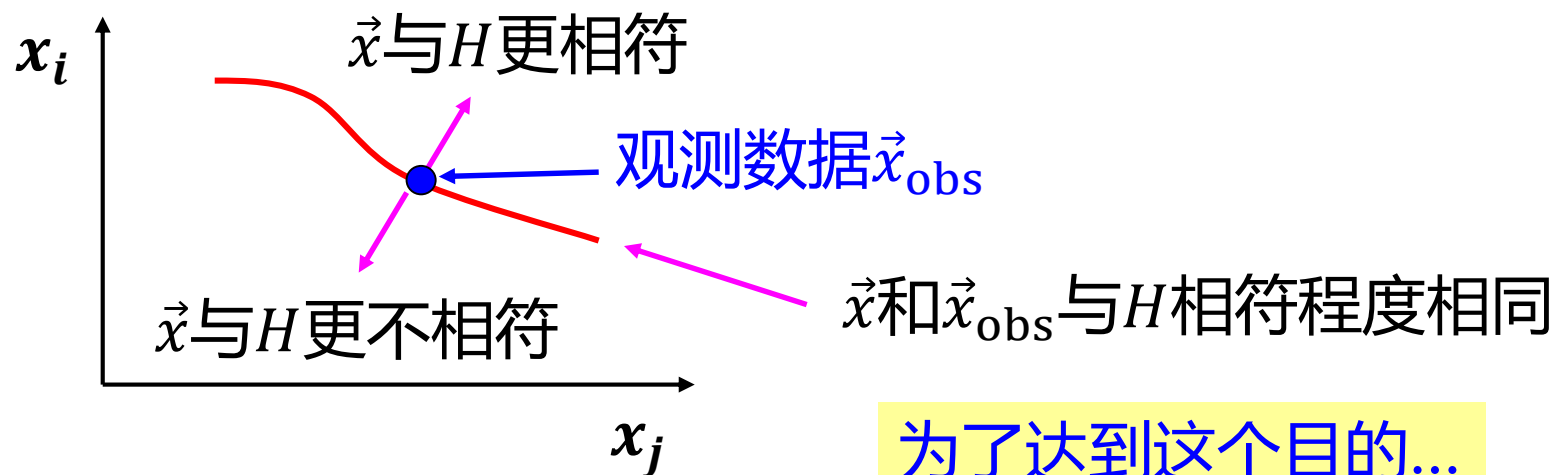 x_i
x⃗与H更相符
观测数据x⃗_obs
x⃗和x⃗_obs与H相符程度相同
x⃗与H更不相符
x_j
为了达到这个目的...